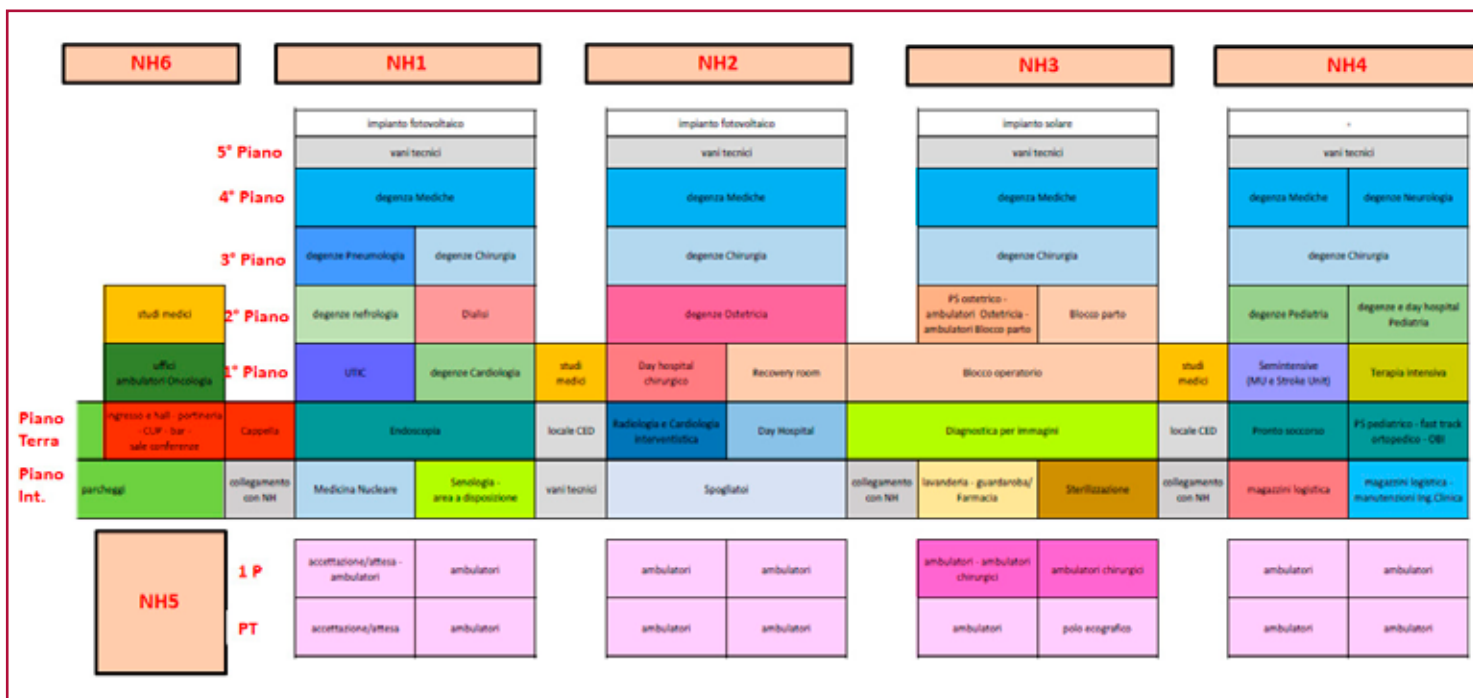 NH6 NH1 NH2 NH3 NH4
impianto fotovoltaico impianto fotovoltaico impianto solare -
5° Piano vani tecnici vani tecnici vani tecnici vani tecnici
4° Piano degenza Mediche degenza Mediche degenza Mediche degenza Mediche degenze Neurologia
3° Piano degenze Pneumologia degenze Chirurgia degenze Chirurgia degenze Chirurgia degenze Chirurgia
studi medici 2° Piano degenze nefrologia Dialisi degenze Ostetricia
PS ostetrico -
ambulatori Ostetricia -
ambulatori Blocco parto
Blocco parto degenze Pediatria
degenze e day hospital
Pediatria
uffici
ambulatori Oncologia
1° Piano UTIC degenze Cardiologia
studi
medici
Day hospital
chirurgico
Recovery room Blocco operatorio
studi
medici
Semintensive
(MU e Stroke Unit)
Terapia intensiva
Piano
Terra
ingresso e hall - portineria
- CUP - bar -
sale conferenze
Cappella Endoscopia locale CED
Radiologia e Cardiologia
interventistica
Day Hospital Diagnostica per immagini locale CED Pronto soccorso
PS pediatrico - fast track
ortopedico - OBI
Piano
Int.
parcheggi
collegamento
con NH
Medicina Nucleare
Senologia -
area a disposizione
vani tecnici Spogliatoi
collegamento
con NH
lavanderia - guardaroba/
Farmacia
Sterilizzazione
collegamento
con NH
magazzini logistica
magazzini logistica -
manutenzioni Ing.Clinica
NH5
1 P
accettazione/attesa -
ambulatori
ambulatori ambulatori ambulatori
ambulatori - ambulatori
chirurgici
ambulatori chirurgici ambulatori ambulatori
PT accettazione/attesa ambulatori ambulatori ambulatori ambulatori polo ecografico ambulatori ambulatori